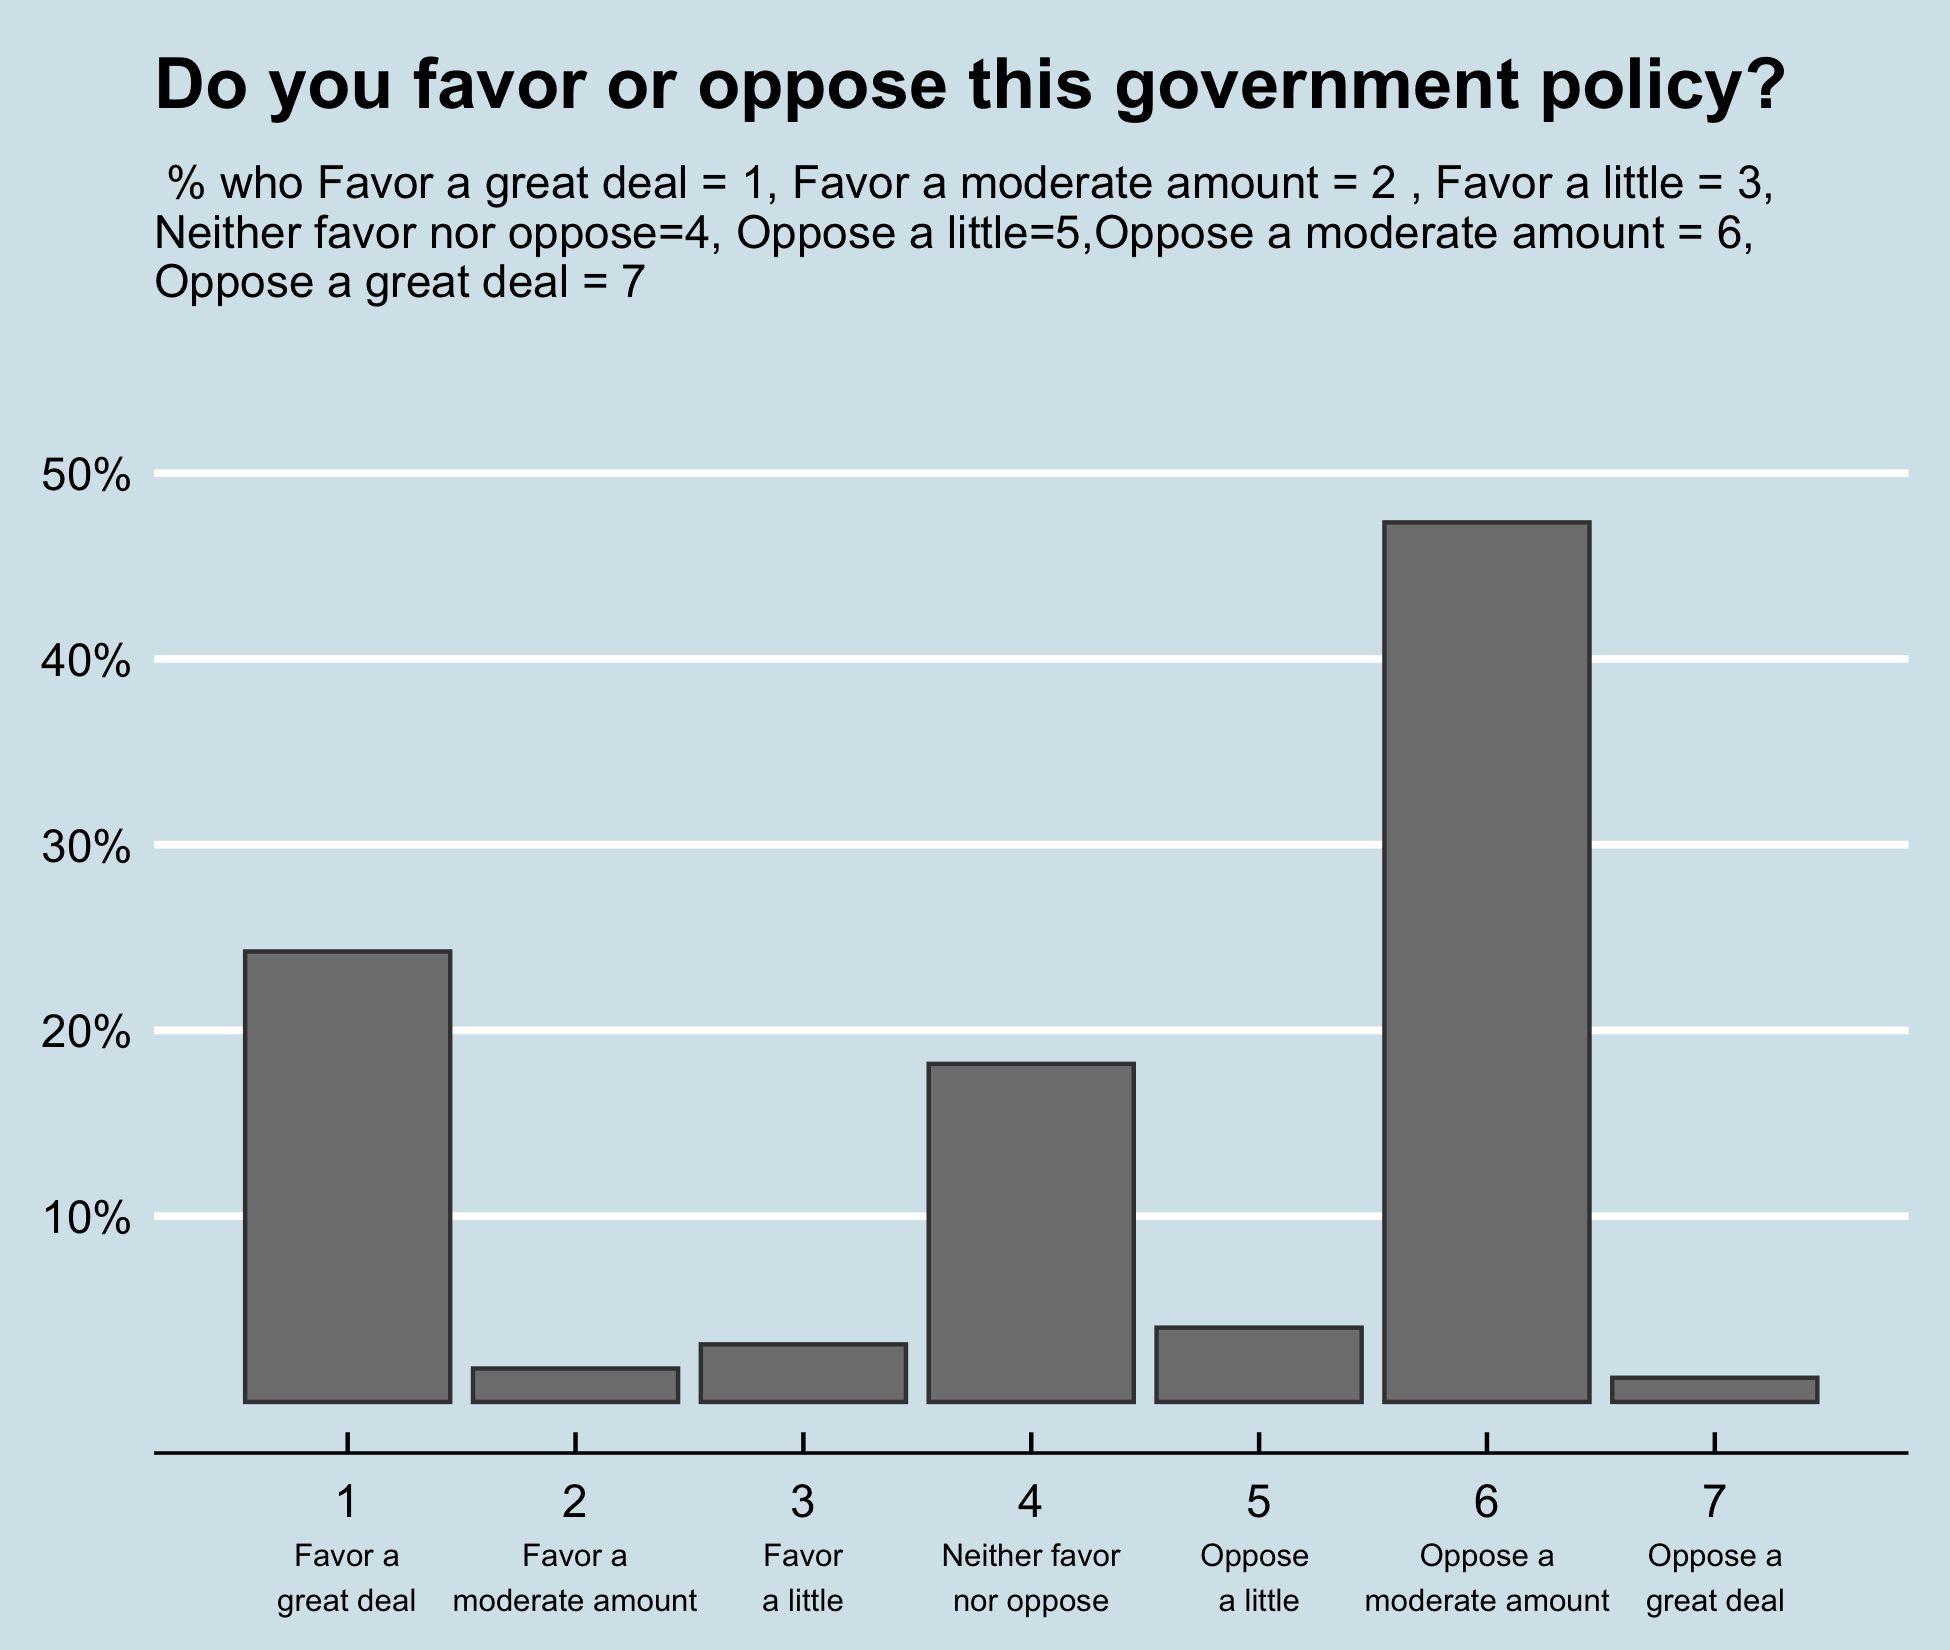 Do you favor or oppose this government policy?
% who Favor a great deal = 1, Favor a moderate amount = 2 , Favor a little = 3,
Neither favor nor oppose=4, Oppose a little=5,Oppose a moderate amount = 6,
Oppose a great deal = 7
50%
40%
30%
20%
10%
1 2 3 4 5 6 7
Favor a Favor a Favor Neither favor Oppose Oppose a Oppose a
great deal moderate amount a little nor oppose a little moderate amount great deal